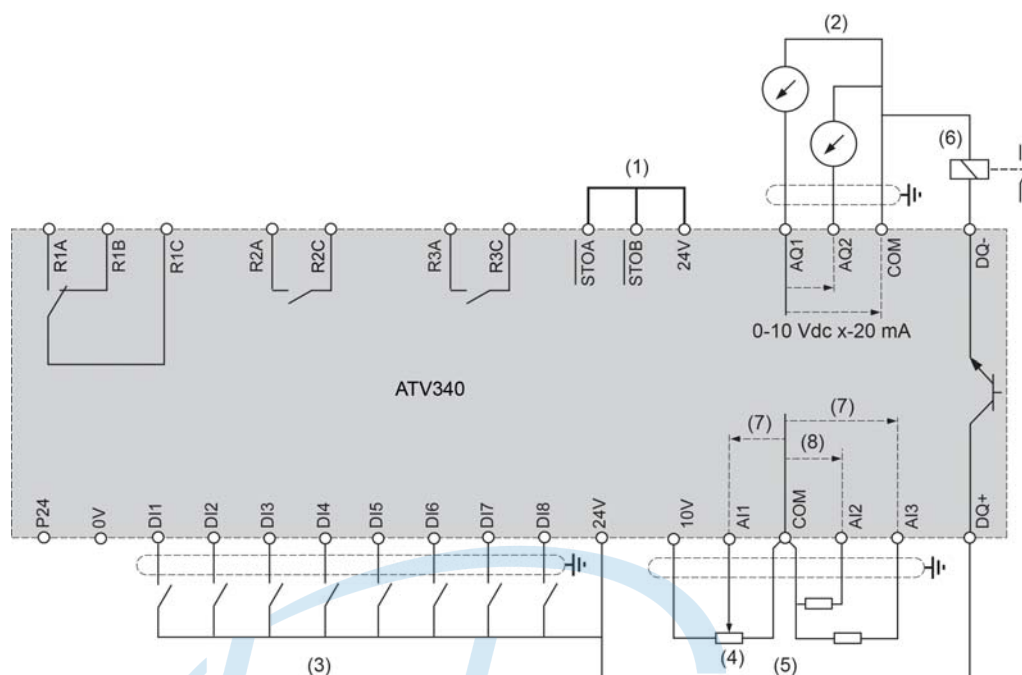 (2)
(6)
(1)
R1A
R1B
R1C
R2A
R2C
R3A
R3C
STOA
STOB
24V
AQ1
AQ2
COM
DQ-
0-10 Vdc x-20 mA
ATV340
(7)
(7)
(8)
P24
0V
DI1
DI2
DI3
DI4
DI5
DI6
DI7
DI8
24V
10V
AI1
COM
AI2
AI3
DQ+
(3)
(4)
(5)